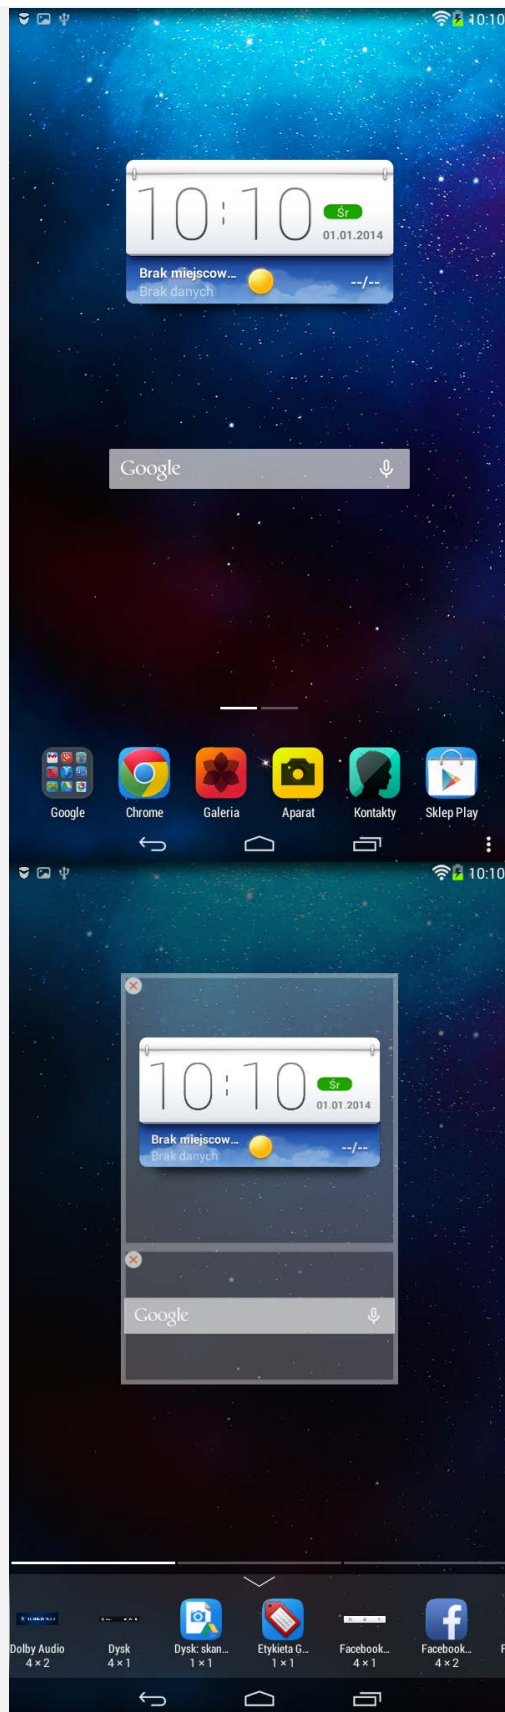 10:10
10:10
Śr
01.01.2014
Brak miejscow...
Brak danych
--/--
Google
Google
Chrome
Galeria
Aparat
Kontakty
Sklep Play
10:10
10:10
Śr
01.01.2014
Brak miejscow...
Brak danych
--/--
Google
Dolby Audio
4 × 2
Dysk
4 × 1
Dysk: skan...
1 × 1
Etykieta G...
1 × 1
Facebook...
4 × 1
Facebook...
4 × 2
F